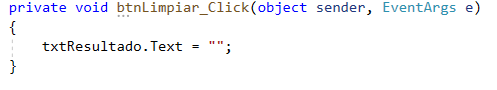 private void btnLimpiar_Click(object sender, EventArgs e)
{
txtResultado.Text = "";
}